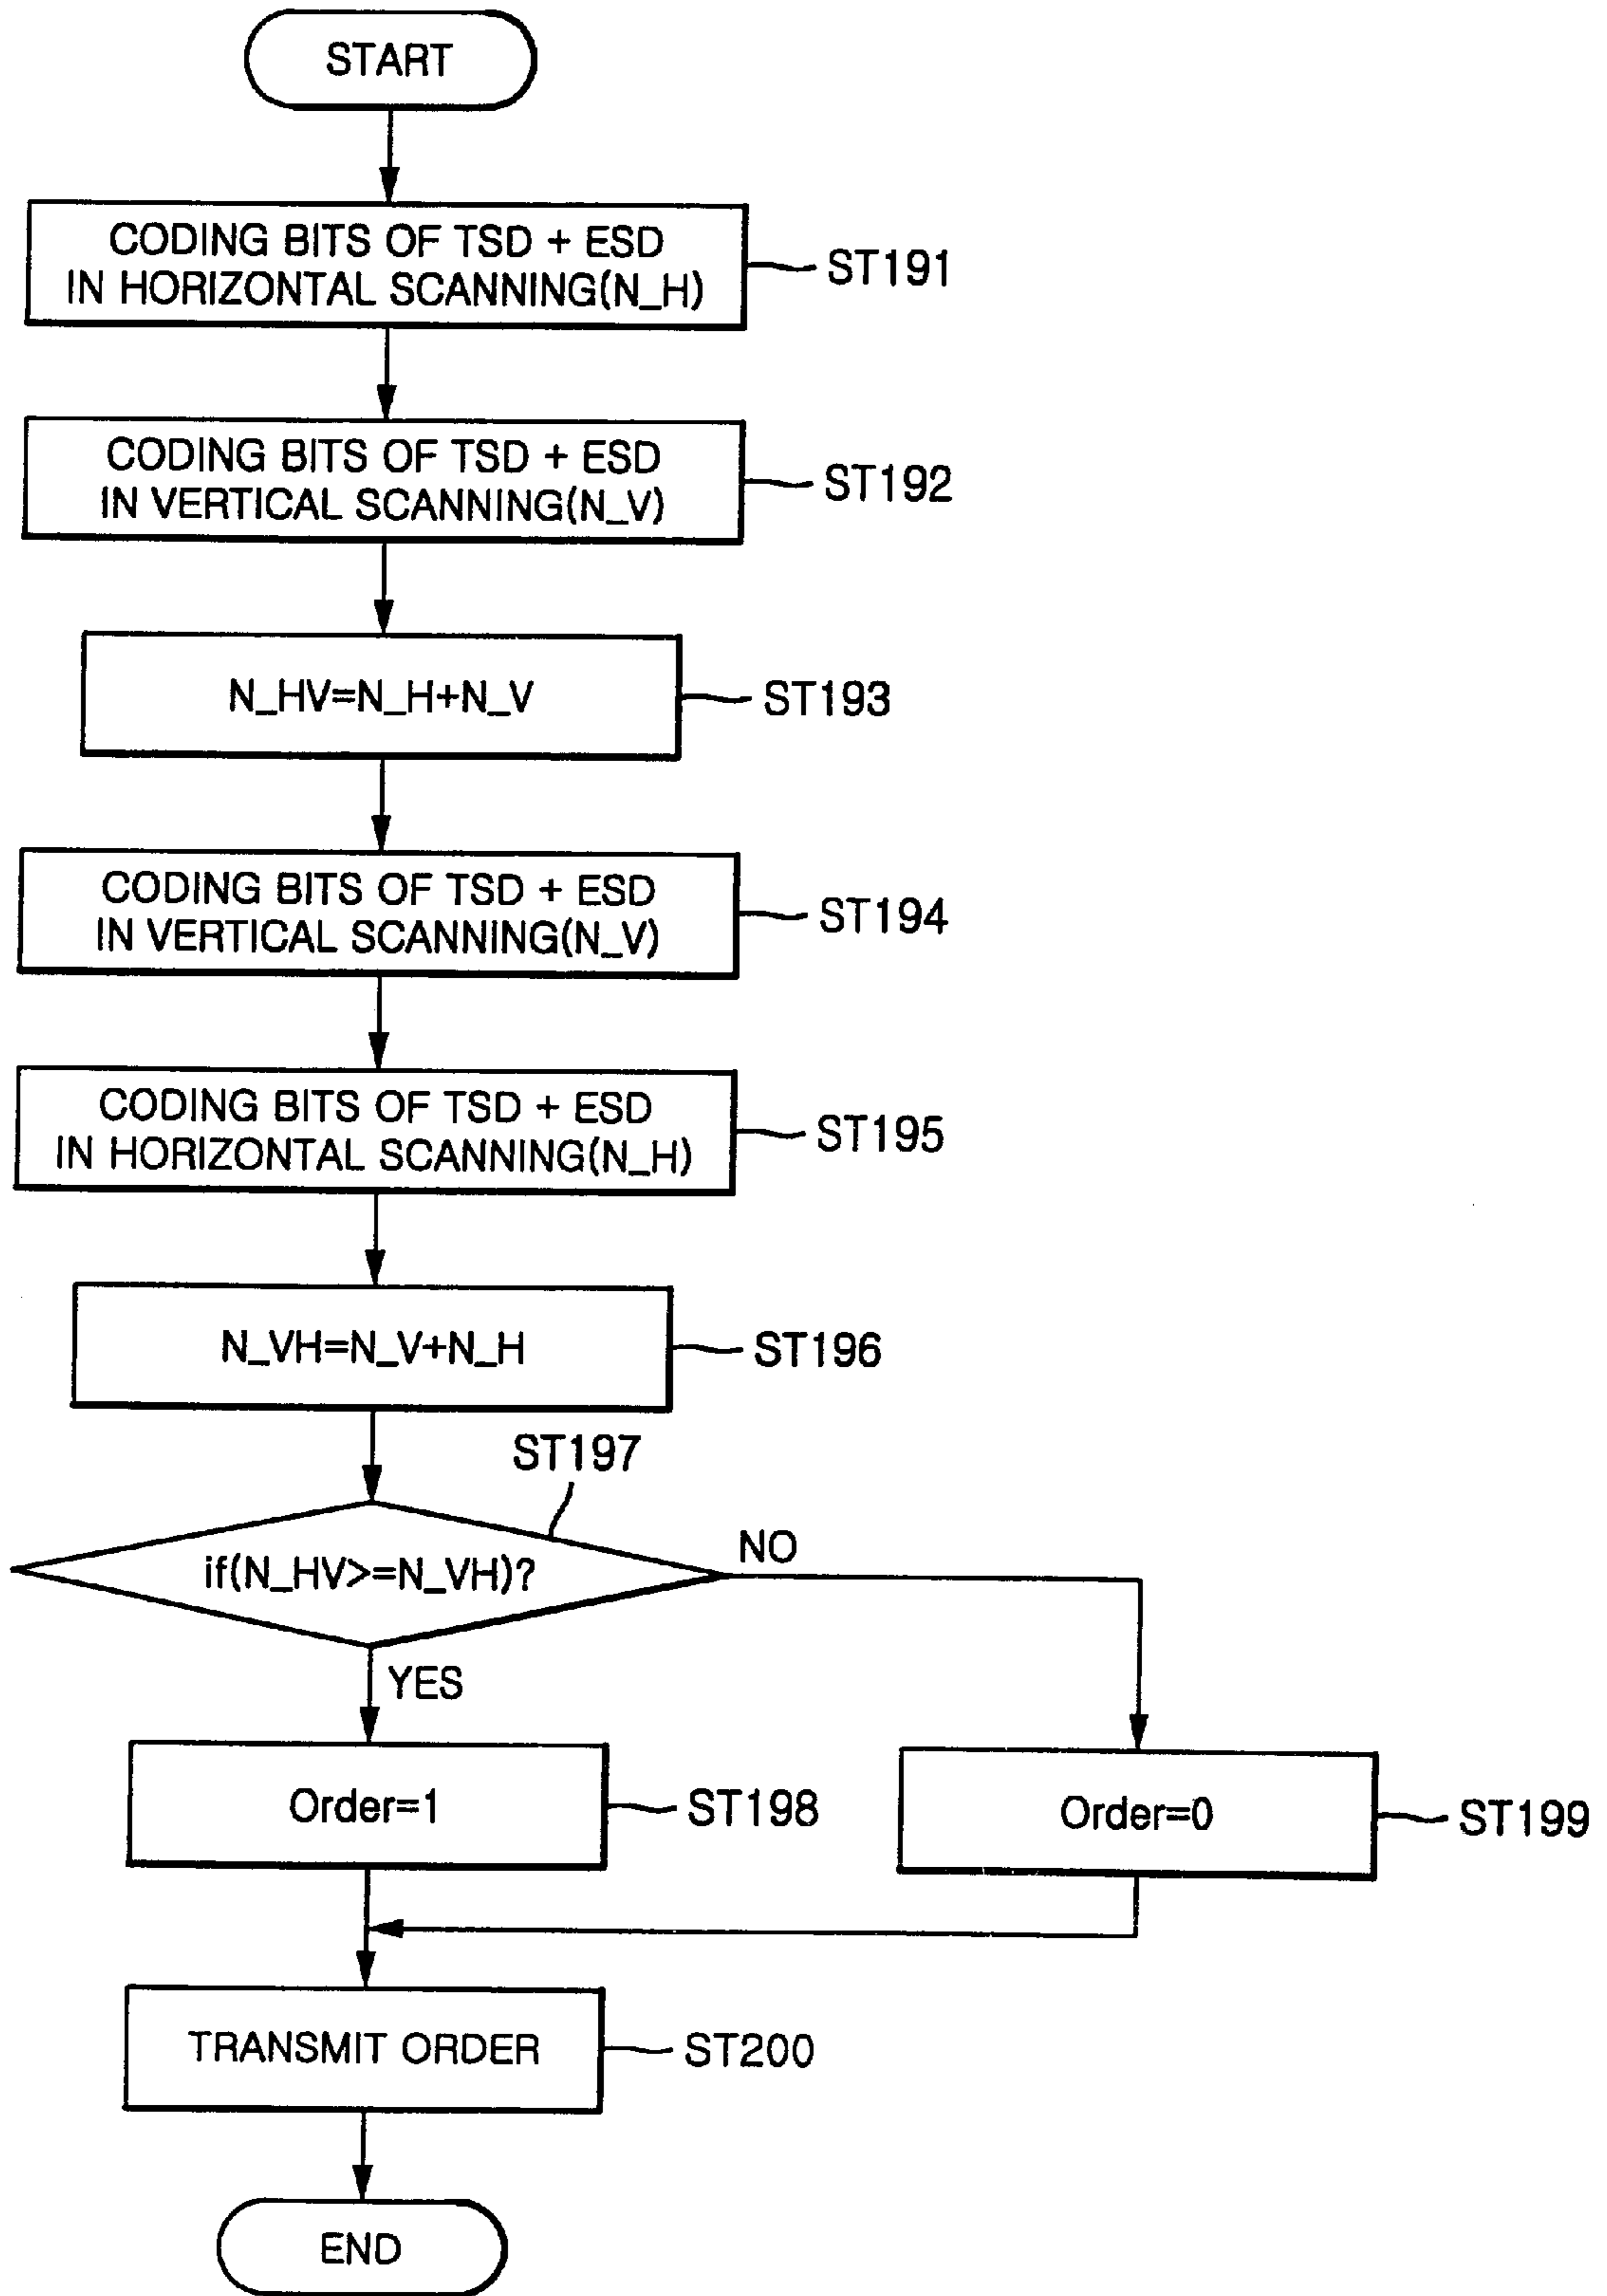 START
CODING BITS OF TSD + ESD
IN HORIZONTAL SCANNING(N_H)
ST191
CODING BITS OF TSD + ESD
IN VERTICAL SCANNING(N_V)
ST192
N_HV=N_H+N_V
ST193
CODING BITS OF TSD + ESD
IN VERTICAL SCANNING(N_V)
ST194
CODING BITS OF TSD + ESD
IN HORIZONTAL SCANNING(N_H)
ST195
N_VH=N_V+N_H
ST196
ST197
if(N_HV>=N_VH)?
NO
YES
Order=1
ST198
Order=0
ST199
TRANSMIT ORDER
ST200
END